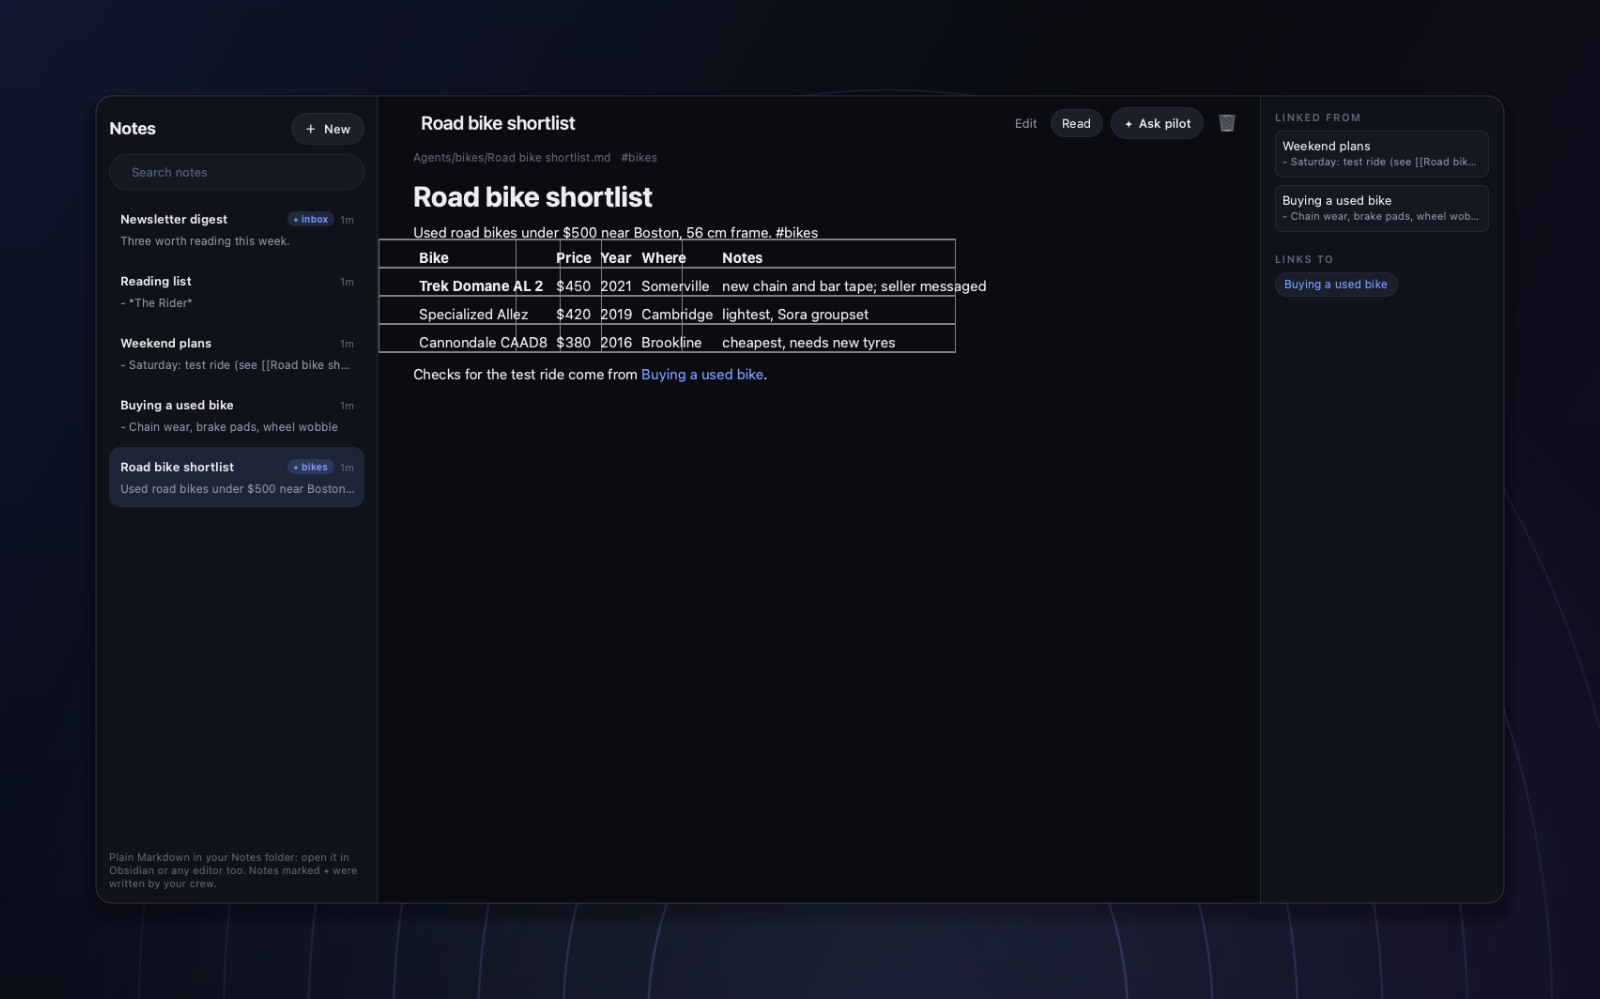 Notes
+ New
Search notes
Newsletter digest
✦ inbox
1m
Three worth reading this week.
Reading list
1m
- *The Rider*
Weekend plans
1m
- Saturday: test ride (see [[Road bike sh…
Buying a used bike
1m
- Chain wear, brake pads, wheel wobble
Road bike shortlist
✦ bikes
1m
Used road bikes under $500 near Boston…
Plain Markdown in your Notes folder: open it in
Obsidian or any editor too. Notes marked ✦ were
written by your crew.
Road bike shortlist
Edit
Read
✦ Ask pilot
Agents/bikes/Road bike shortlist.md #bikes
Road bike shortlist
Used road bikes under $500 near Boston, 56 cm frame. #bikes
Bike Price Year Where Notes
Trek Domane AL 2 $450 2021 Somerville new chain and bar tape; seller messaged
Specialized Allez $420 2019 Cambridge lightest, Sora groupset
Cannondale CAAD8 $380 2016 Brookline cheapest, needs new tyres
Checks for the test ride come from Buying a used bike.
LINKED FROM
Weekend plans
- Saturday: test ride (see [[Road bik…
Buying a used bike
- Chain wear, brake pads, wheel wob…
LINKS TO
Buying a used bike